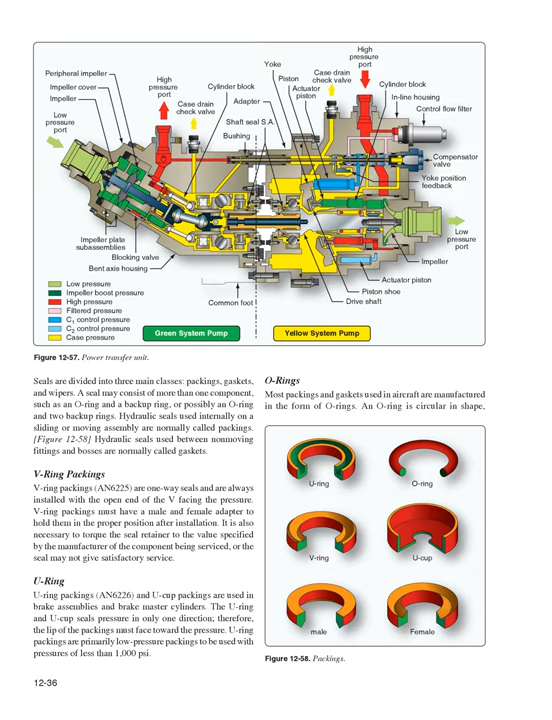 High
pressure
port
Yoke
Piston
Case drain
check valve
Peripheral impeller
High
pressure
port
Cylinder block
Actuator
piston
Cylinder block
Impeller cover
In-line housing
Impeller
Case drain
check valve
Adapter
Control flow filter
Low
pressure
port
Shaft seal S.A.
Bushing
Compensator
valve
Yoke position
feedback
Low
pressure
port
Impeller plate
subassemblies
Impeller
Blocking valve
Bent axis housing
Actuator piston
Piston shoe
Common foot
Drive shaft
Low pressure
Impeller boost pressure
High pressure
Filtered pressure
C1 control pressure
C2 control pressure
Case pressure
Green System Pump
Yellow System Pump
Figure 12-57. Power transfer unit.
Seals are divided into three main classes: packings, gaskets,
and wipers. A seal may consist of more than one component,
such as an O-ring and a backup ring, or possibly an O-ring
and two backup rings. Hydraulic seals used internally on a
sliding or moving assembly are normally called packings.
[Figure 12-58] Hydraulic seals used between nonmoving
fittings and bosses are normally called gaskets.
V-Ring Packings
V-ring packings (AN6225) are one-way seals and are always
installed with the open end of the V facing the pressure.
V-ring packings must have a male and female adapter to
hold them in the proper position after installation. It is also
necessary to torque the seal retainer to the value specified
by the manufacturer of the component being serviced, or the
seal may not give satisfactory service.
U-Ring
U-ring packings (AN6226) and U-cup packings are used in
brake assemblies and brake master cylinders. The U-ring
and U-cup seals pressure in only one direction; therefore,
the lip of the packings must face toward the pressure. U-ring
packings are primarily low-pressure packings to be used with
pressures of less than 1,000 psi.
O-Rings
Most packings and gaskets used in aircraft are manufactured
in the form of O-rings. An O-ring is circular in shape,
U-ring
O-ring
V-ring
U-cup
male
Female
Figure 12-58. Packings.
12-36